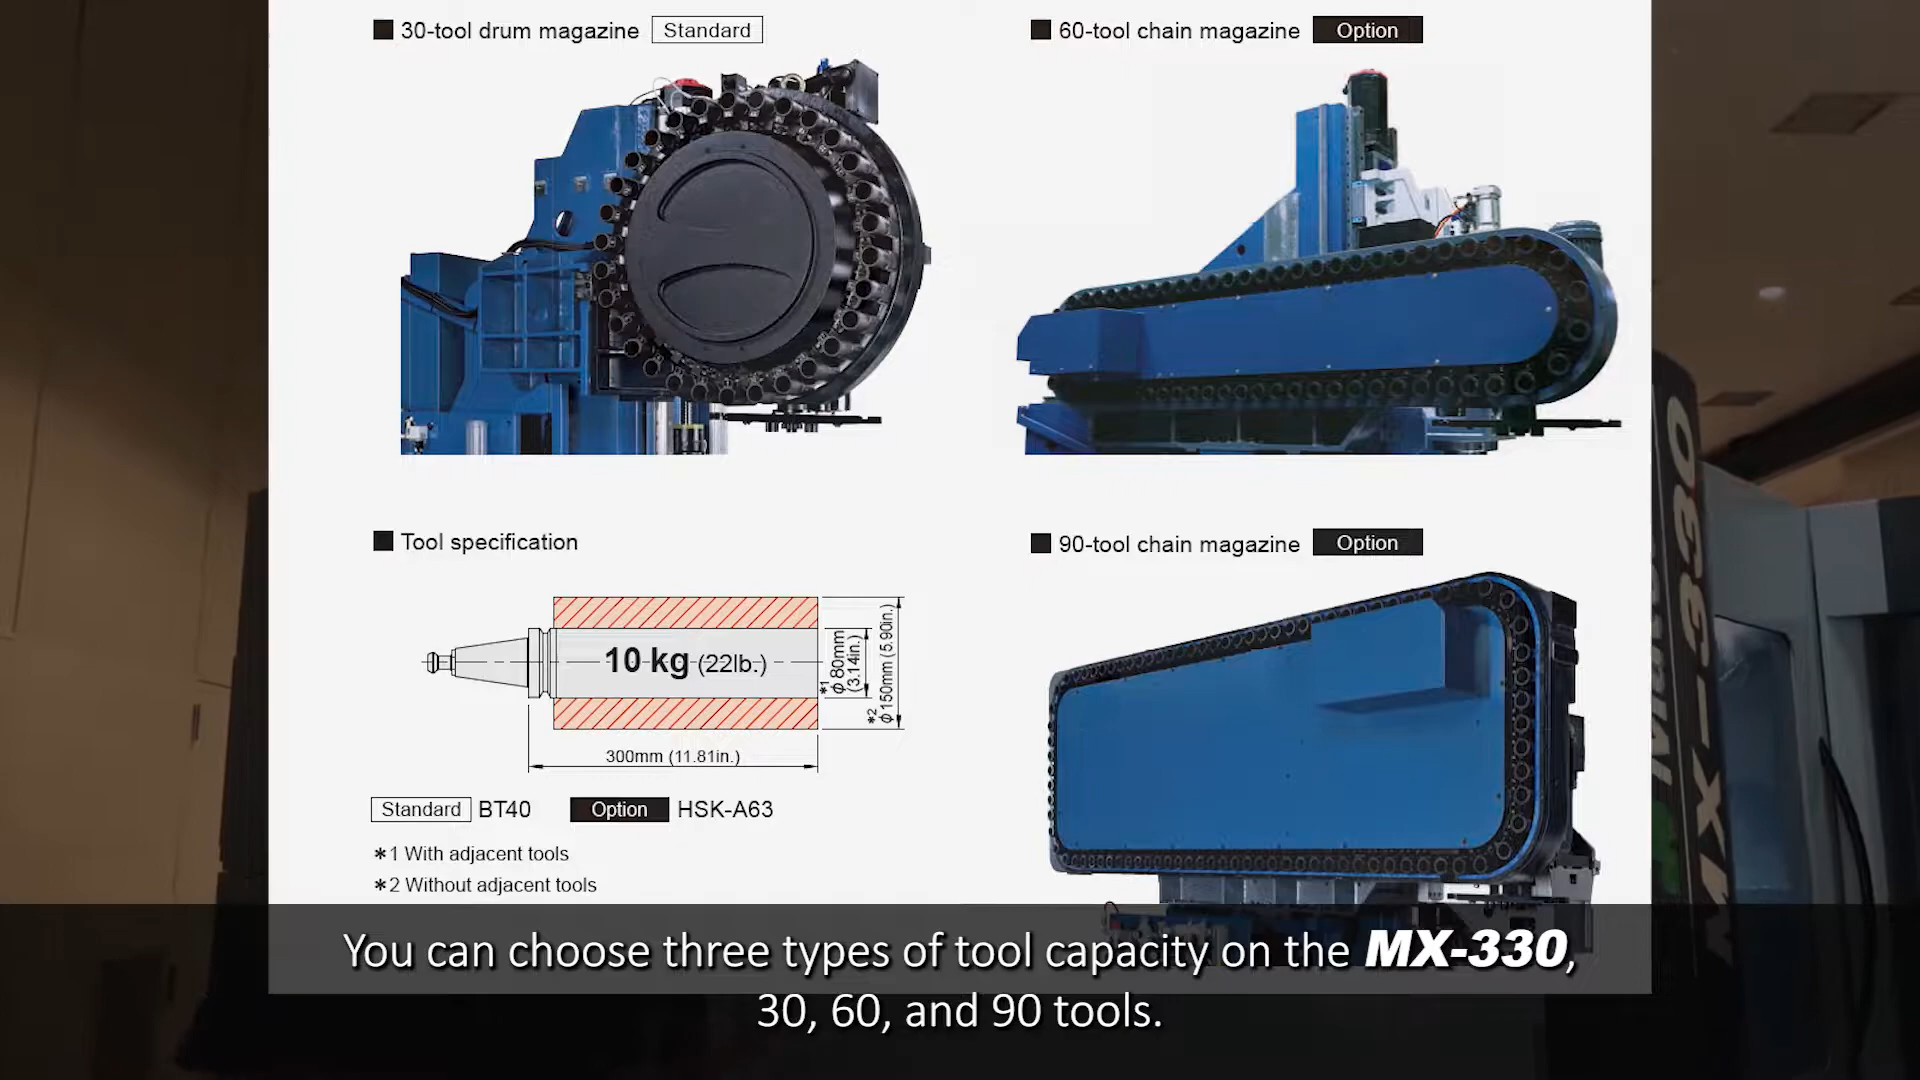 30-tool drum magazine Standard
60-tool chain magazine Option
Tool specification
90-tool chain magazine Option
10 kg (22lb.)
*1 φ80mm (3.14in.)
*2 φ150mm (5.90in.)
300mm (11.81in.)
Standard BT40 Option HSK-A63
*1 With adjacent tools
*2 Without adjacent tools
MX-330
You can choose three types of tool capacity on the MX-330,
30, 60, and 90 tools.